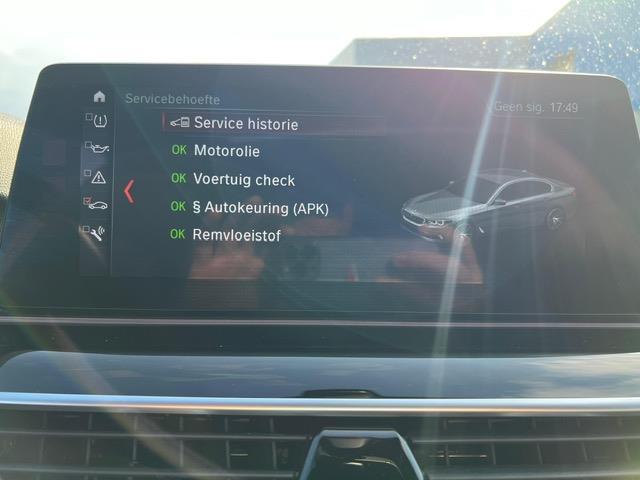 Servicebehoefte
Geen sig. 17:49
Service historie
OK Motorolie
OK Voertuig check
OK § Autokeuring (APK)
OK Remvloeistof